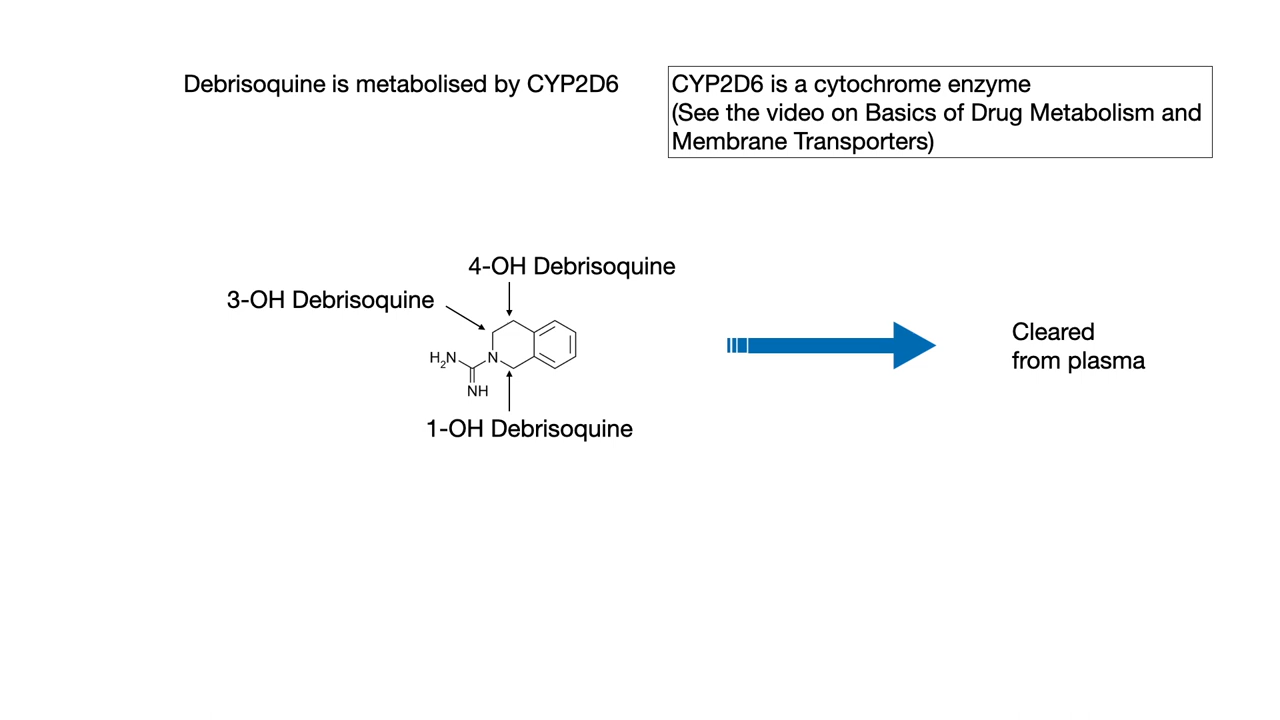 Debrisoquine is metabolised by CYP2D6
CYP2D6 is a cytochrome enzyme
(See the video on Basics of Drug Metabolism and
Membrane Transporters)
4-OH Debrisoquine
3-OH Debrisoquine
H₂N
N
NH
1-OH Debrisoquine
Cleared
from plasma